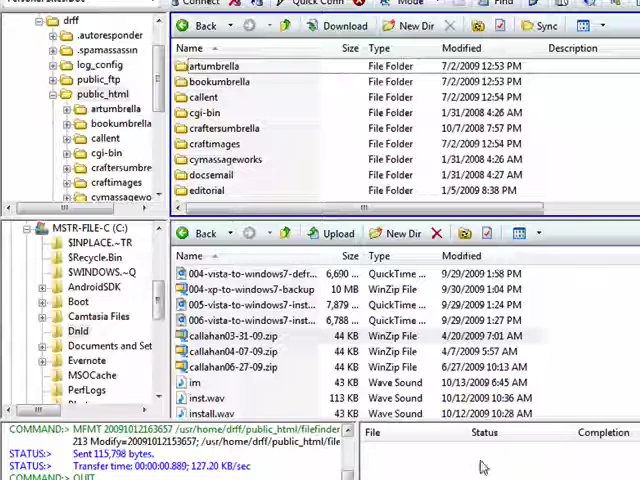 Connect Quick Conn Mode Find
drff
.autoresponder
.spamassassin
log_config
public_ftp
public_html
artumbrella
bookumbrella
callent
cgi-bin
craftersumbre
craftimages
cymassagewo
Back Download New Dir Sync
Name Size Type Modified Description
artumbrella File Folder 7/2/2009 12:53 PM
bookumbrella File Folder 7/2/2009 12:53 PM
callent File Folder 7/2/2009 12:54 PM
cgi-bin File Folder 1/31/2008 4:26 AM
craftersumbrella File Folder 10/7/2008 7:57 PM
craftimages File Folder 7/2/2009 12:53 PM
cymassageworks File Folder 1/31/2008 4:26 AM
docsemail File Folder 1/31/2008 4:27 AM
editorial File Folder 1/5/2009 8:38 PM
MSTR-FILE-C (C:)
$INPLACE.~TR
$Recycle.Bin
$WINDOWS.~Q
AndroidSDK
Boot
Camtasia Files
Dnld
Documents and Set
Evernote
MSOCache
PerfLogs
Back Upload New Dir
Name Size Type Modified
004-vista-to-windows7-defr... 6,690 ... QuickTime ... 9/29/2009 1:58 PM
004-xp-to-windows7-backup 10 MB WinZip File 9/30/2009 1:04 PM
005-vista-to-windows7-inst... 7,879 ... QuickTime ... 9/29/2009 1:24 PM
006-vista-to-windows7-inst... 6,788 ... QuickTime ... 9/29/2009 1:27 PM
callahan03-31-09.zip 44 KB WinZip File 4/20/2009 7:01 AM
callahan04-07-09.zip 44 KB WinZip File 4/7/2009 5:57 AM
callahan06-27-09.zip 44 KB WinZip File 6/27/2009 10:13 AM
im 43 KB Wave Sound 10/13/2009 6:45 AM
inst.wav 113 KB Wave Sound 10/12/2009 10:36 AM
install.wav 43 KB Wave Sound 10/12/2009 10:28 AM
COMMAND:> MFMT 20091012163657 /usr/home/drff/public_html/filefinder
213 Modify=20091012153657; /usr/home/drff/public_html/file
STATUS:> Sent 115,798 bytes.
STATUS:> Transfer time: 00:00:00.889; 127.20 KB/sec
COMMAND:> QUIT
File Status Completion